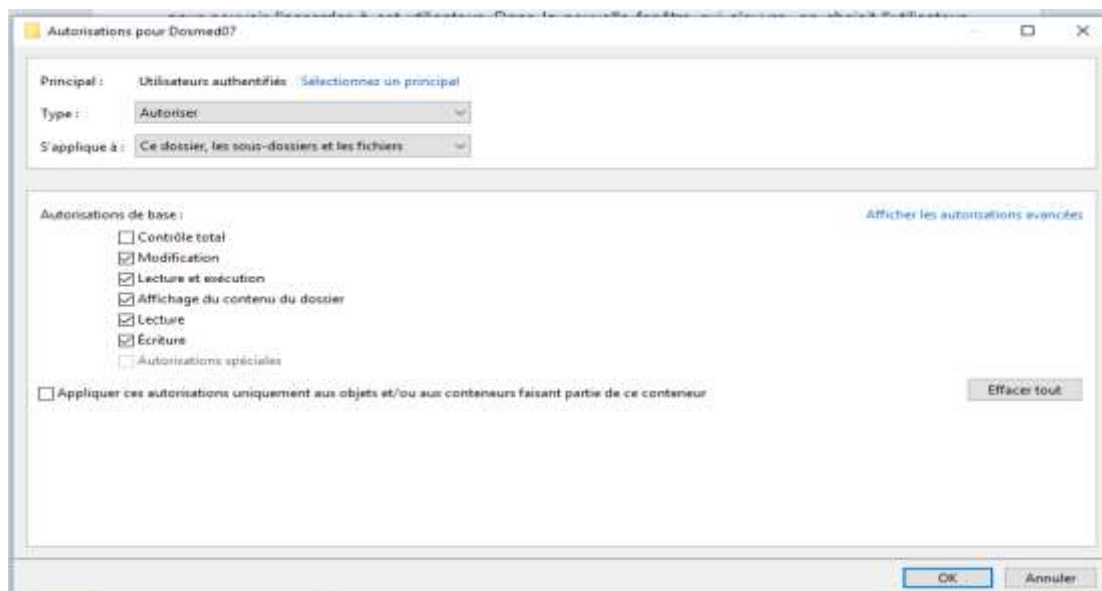 Autorisations pour Dosmed07
Principal : Utilisateurs authentifiés Sélectionnez un principal
Type : Autoriser
S'applique à : Ce dossier, les sous-dossiers et les fichiers
Autorisations de base : Afficher les autorisations avancées
Contrôle total
Modification
Lecture et exécution
Affichage du contenu du dossier
Lecture
Écriture
Autorisations spéciales
Appliquer ces autorisations uniquement aux objets et/ou aux conteneurs faisant partie de ce conteneur Effacer tout
OK Annuler